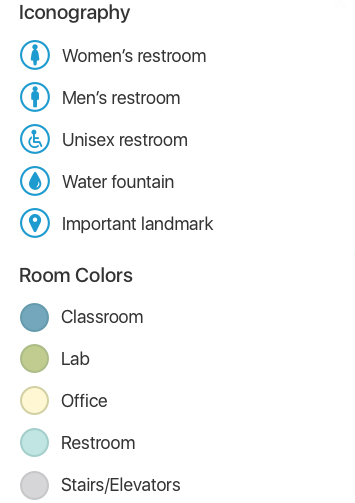 Iconography
Women’s restroom
Men’s restroom
Unisex restroom
Water fountain
Important landmark
Room Colors
Classroom
Lab
Office
Restroom
Stairs/Elevators